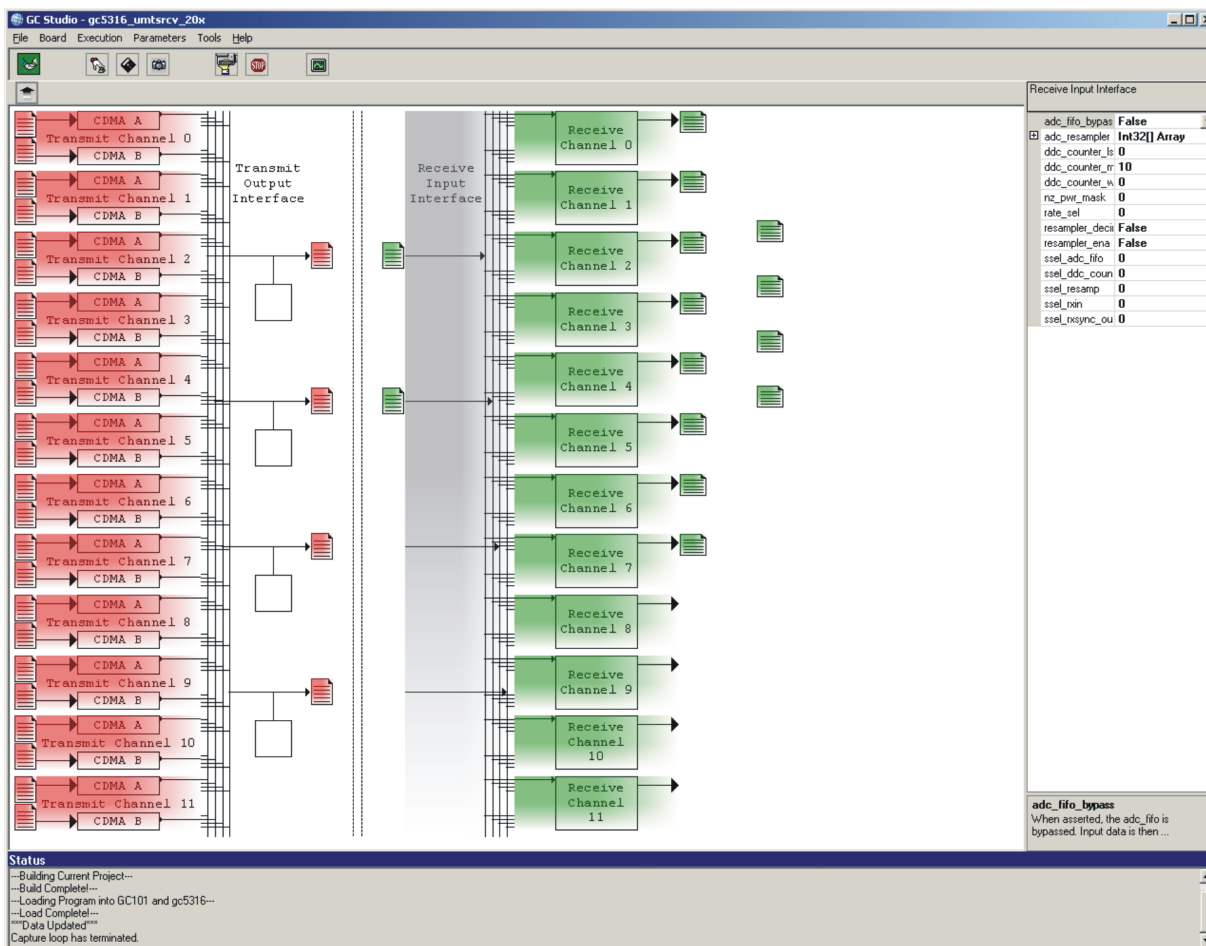 GC Studio - gc5316_umtsrcv_20x
File Board Execution Parameters Tools Help
STOP
Receive Input Interface
adc_fifo_bypas False
adc_resampler Int32[] Array
ddc_counter_ls 0
ddc_counter_m 10
ddc_counter_w 0
nz_pwr_mask 0
rate_sel 0
resampler_decir False
resampler_ena False
ssel_adc_fifo 0
ssel_ddc_coun 0
ssel_resamp 0
ssel_rxin 0
ssel_rxsync_ou 0
CDMA A
Transmit Channel 0
CDMA B
CDMA A
Transmit Channel 1
CDMA B
CDMA A
Transmit Channel 2
CDMA B
CDMA A
Transmit Channel 3
CDMA B
CDMA A
Transmit Channel 4
CDMA B
CDMA A
Transmit Channel 5
CDMA B
CDMA A
Transmit Channel 6
CDMA B
CDMA A
Transmit Channel 7
CDMA B
CDMA A
Transmit Channel 8
CDMA B
CDMA A
Transmit Channel 9
CDMA B
CDMA A
Transmit Channel 10
CDMA B
CDMA A
Transmit Channel 11
CDMA B
Transmit
Output
Interface
Receive
Input
Interface
Receive
Channel 0
Receive
Channel 1
Receive
Channel 2
Receive
Channel 3
Receive
Channel 4
Receive
Channel 5
Receive
Channel 6
Receive
Channel 7
Receive
Channel 8
Receive
Channel 9
Receive
Channel
10
Receive
Channel
11
adc_fifo_bypass
When asserted, the adc_fifo is
bypassed. Input data is then ...
Status
---Building Current Project---
---Build Complete!---
---Loading Program into GC101 and gc5316---
---Load Complete!---
***Data Updated***
Capture loop has terminated.